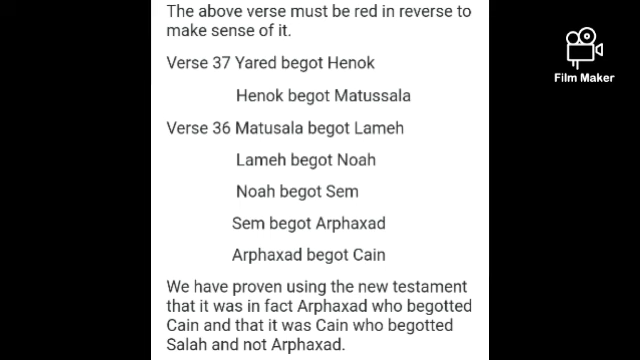 The above verse must be red in reverse to
make sense of it.
Verse 37 Yared begot Henok
Henok begot Matussala
Verse 36 Matusala begot Lameh
Lameh begot Noah
Noah begot Sem
Sem begot Arphaxad
Arphaxad begot Cain
We have proven using the new testament
that it was in fact Arphaxad who begotted
Cain and that it was Cain who begotted
Salah and not Arphaxad.
Film Maker